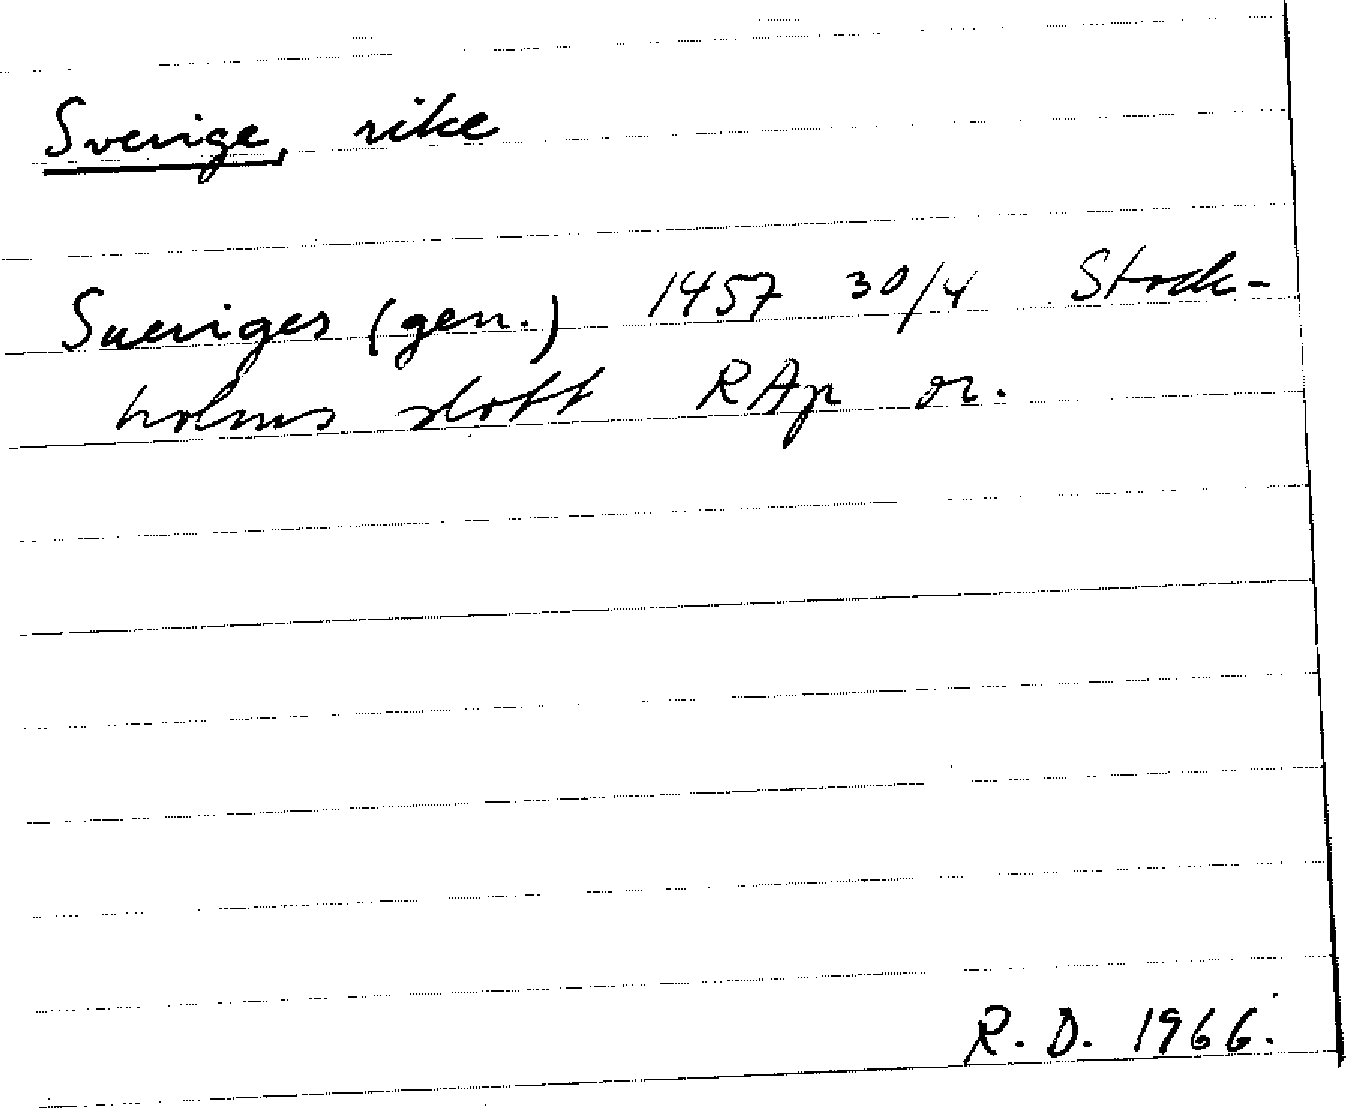 Sverige, rike
Sueriges (gen.) 1457 30/4 Stock-
holms slott RAp or.
R. D. 1966.